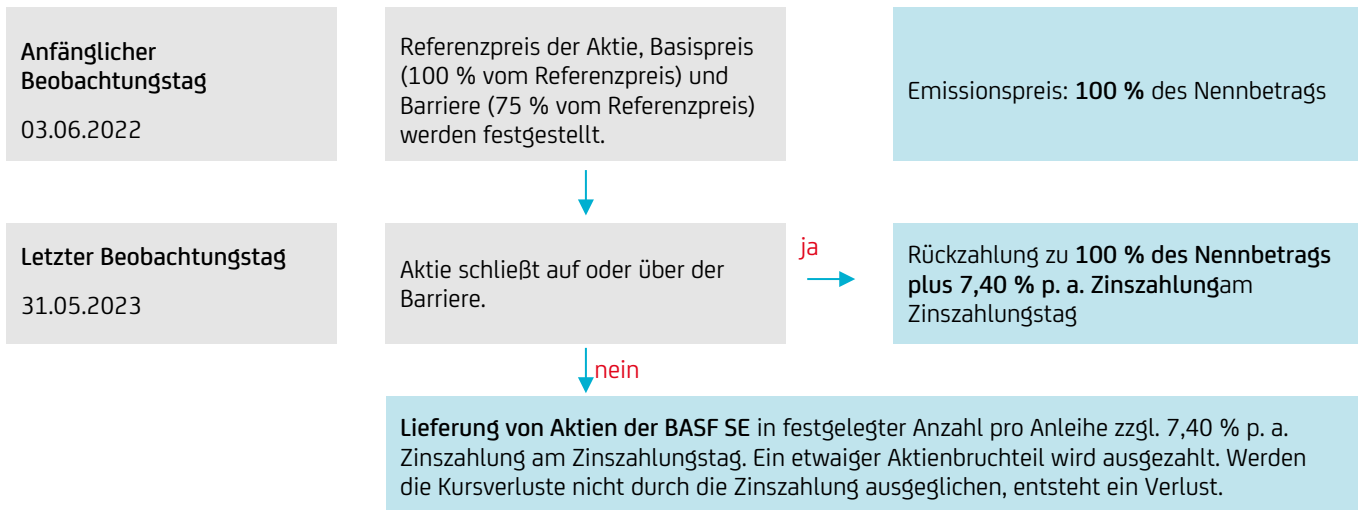 Anfänglicher
Beobachtungstag
03.06.2022
Referenzpreis der Aktie, Basispreis
(100 % vom Referenzpreis) und
Barriere (75 % vom Referenzpreis)
werden festgestellt.
Emissionspreis: 100 % des Nennbetrags
Letzter Beobachtungstag
31.05.2023
Aktie schließt auf oder über der
Barriere.
ja
Rückzahlung zu 100 % des Nennbetrags
plus 7,40 % p. a. Zinszahlungam
Zinszahlungstag
nein
Lieferung von Aktien der BASF SE in festgelegter Anzahl pro Anleihe zzgl. 7,40 % p. a.
Zinszahlung am Zinszahlungstag. Ein etwaiger Aktienbruchteil wird ausgezahlt. Werden
die Kursverluste nicht durch die Zinszahlung ausgeglichen, entsteht ein Verlust.